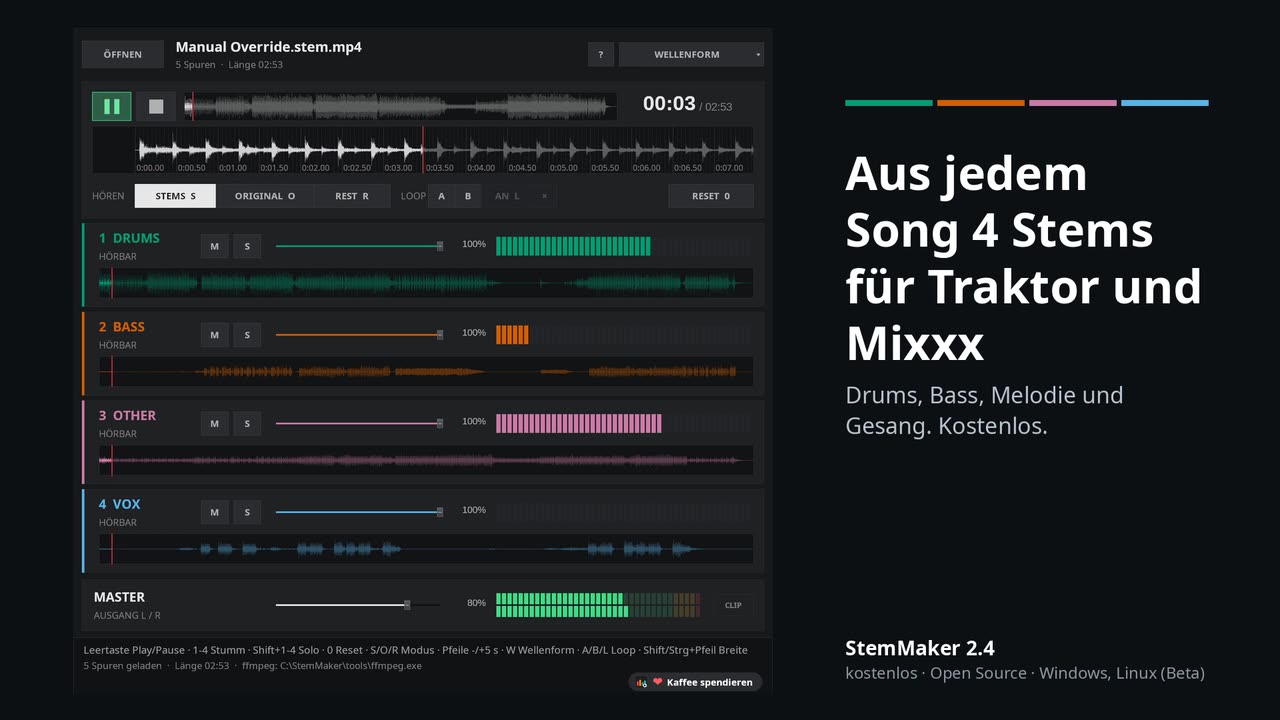 ÖFFNEN
Manual Override.stem.mp4
5 Spuren · Länge 02:53
?
WELLENFORM
00:03 / 02:53
0:00.00 0:00.50 0:01.00 0:01.50 0:02.00 0:02.50 0:03.00 0:03.50 0:04.00 0:04.50 0:05.00 0:05.50 0:06.00 0:06.50 0:07.00
HÖREN STEMS S ORIGINAL O REST R LOOP A B AN L × RESET 0
1 DRUMS
HÖRBAR
M S 100%
2 BASS
HÖRBAR
M S 100%
3 OTHER
HÖRBAR
M S 100%
4 VOX
HÖRBAR
M S 100%
MASTER
AUSGANG L / R
80% CLIP
Leertaste Play/Pause · 1-4 Stumm · Shift+1-4 Solo · 0 Reset · S/O/R Modus · Pfeile -/+5 s · W Wellenform · A/B/L Loop · Shift/Strg+Pfeil Breite
5 Spuren geladen · Länge 02:53 · ffmpeg: C:\StemMaker\tools\ffmpeg.exe
Kaffee spendieren
Aus jedem
Song 4 Stems
für Traktor und
Mixxx
Drums, Bass, Melodie und
Gesang. Kostenlos.
StemMaker 2.4
kostenlos · Open Source · Windows, Linux (Beta)